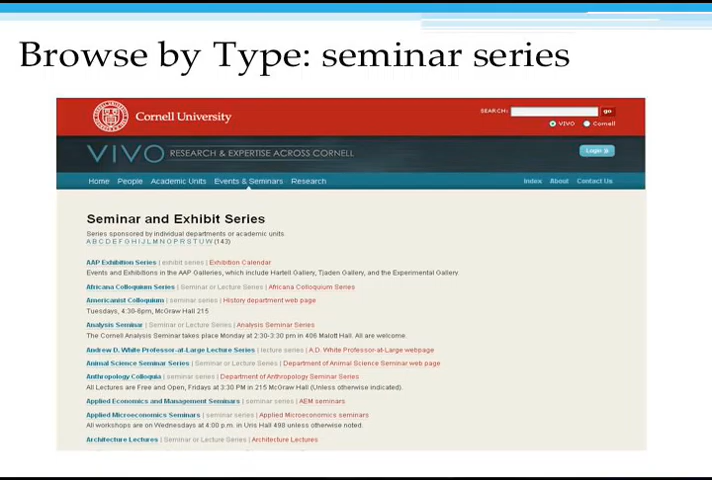 Browse by Type: seminar series
Cornell University
SEARCH: go
VIVO Cornell
VIVO RESEARCH & EXPERTISE ACROSS CORNELL
Login »
Home People Academic Units Events & Seminars Research Index About Contact Us
Seminar and Exhibit Series
Series sponsored by individual departments or academic units.
A B C D E F G H I J L M N O P R S T U W (143)
AAP Exhibition Series | exhibit series | Exhibition Calendar
Events and Exhibitions in the AAP Galleries, which include Hartell Gallery, Tjaden Gallery, and the Experimental Gallery.
Africana Colloquium Series | Seminar or Lecture Series | Africana Colloquium Series
Americanist Colloquium | seminar series | History department web page
Tuesdays, 4:30-6pm, McGraw Hall 215
Analysis Seminar | Seminar or Lecture Series | Analysis Seminar Series
The Cornell Analysis Seminar takes place Monday at 2:30-3:30 pm in 406 Malott Hall. All are welcome.
Andrew D. White Professor-at-Large Lecture Series | lecture series | A.D. White Professor-at-Large webpage
Animal Science Seminar Series | Seminar or Lecture Series | Department of Animal Science Seminar web page
Anthropology Colloquia | seminar series | Department of Anthropology Seminar Series
All Lectures are Free and Open, Fridays at 3:30 PM in 215 McGraw Hall (Unless otherwise indicated).
Applied Economics and Management Seminars | seminar series | AEM seminars
Applied Microeconomics Seminars | seminar series | Applied Microeconomics seminars
All workshops are on Wednesdays at 4:00 p.m. in Uris Hall 498 unless otherwise noted.
Architecture Lectures | Seminar or Lecture Series | Architecture Lectures